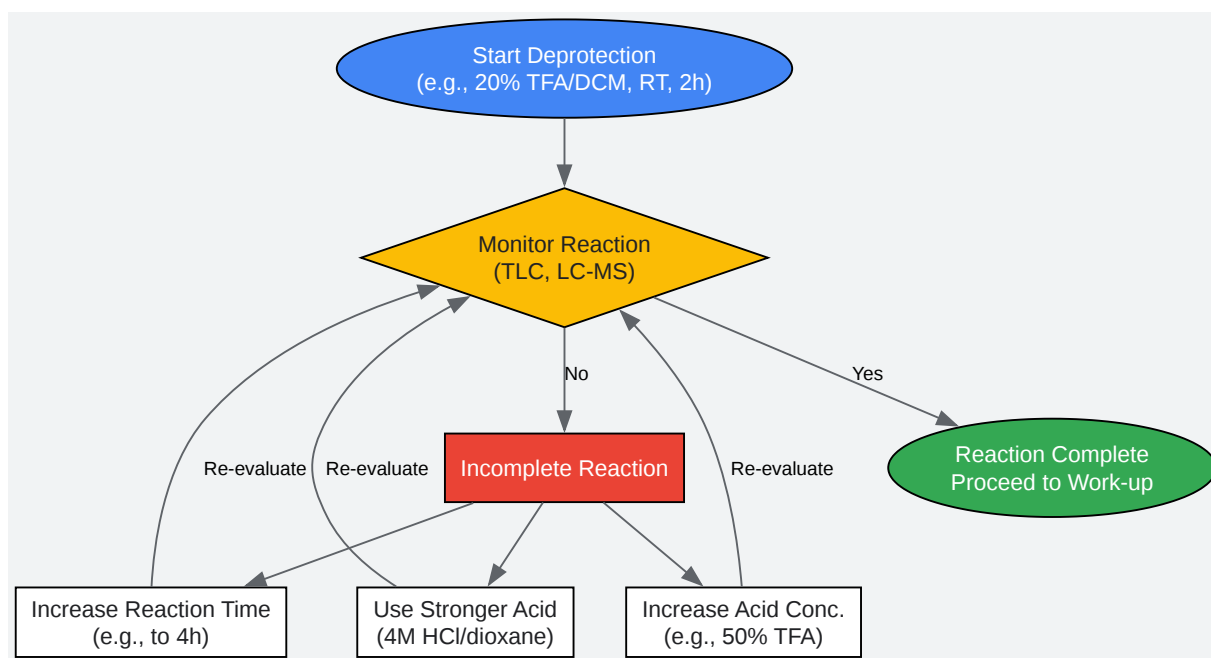 Start Deprotection
(e.g., 20% TFA/DCM, RT, 2h)
Monitor Reaction
(TLC, LC-MS)
No
Yes
Re-evaluate
Re-evaluate
Incomplete Reaction
Re-evaluate
Reaction Complete
Proceed to Work-up
Increase Reaction Time
(e.g., to 4h)
Use Stronger Acid
(4M HCl/dioxane)
Increase Acid Conc.
(e.g., 50% TFA)